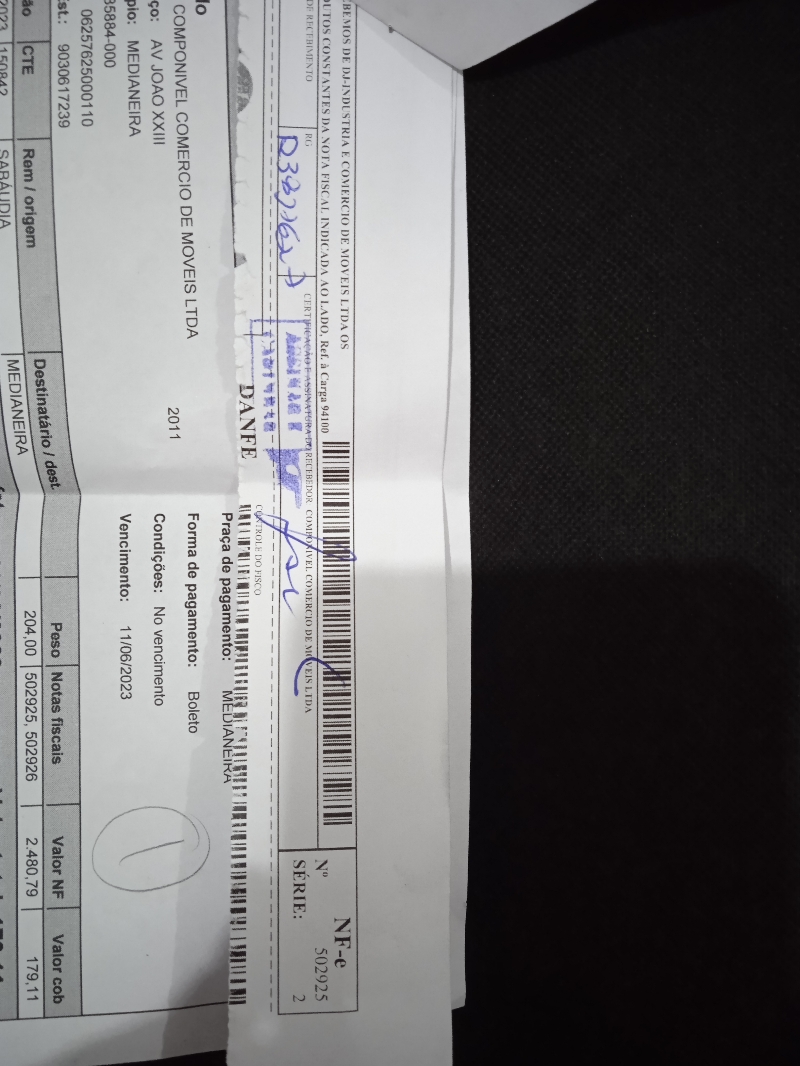 BEMOS DE DJ-INDUSTRIA E COMERCIO DE MOVEIS LTDA OS
DUTOS CONSTANTES DA NOTA FISCAL INDICADA AO LADO, Ref. à Carga 94100
DE RECEBIMENTO
RG
CERTIFICAÇÃO E ASSINATURA DO RECEBEDOR COMPONIVEL COMERCIO DE MOVEIS LTDA
NF-e
Nº 502925
SÉRIE: 2
CONTROLE DO FISCO
DANFE
do
COMPONIVEL COMERCIO DE MOVEIS LTDA
ço: AV JOAO XXIII 2011
pio: MEDIANEIRA
85884-000
06257625000110
st.: 9030617239
Praça de pagamento: MEDIANEIRA
Forma de pagamento: Boleto
Condições: No vencimento
Vencimento: 11/06/2023
ão CTE Rem / origem Destinatário / dest. Peso Notas fiscais Valor NF Valor cob
2023 150842 SABAUDIA MEDIANEIRA 204,00 502925, 502926 2.480,79 179,11